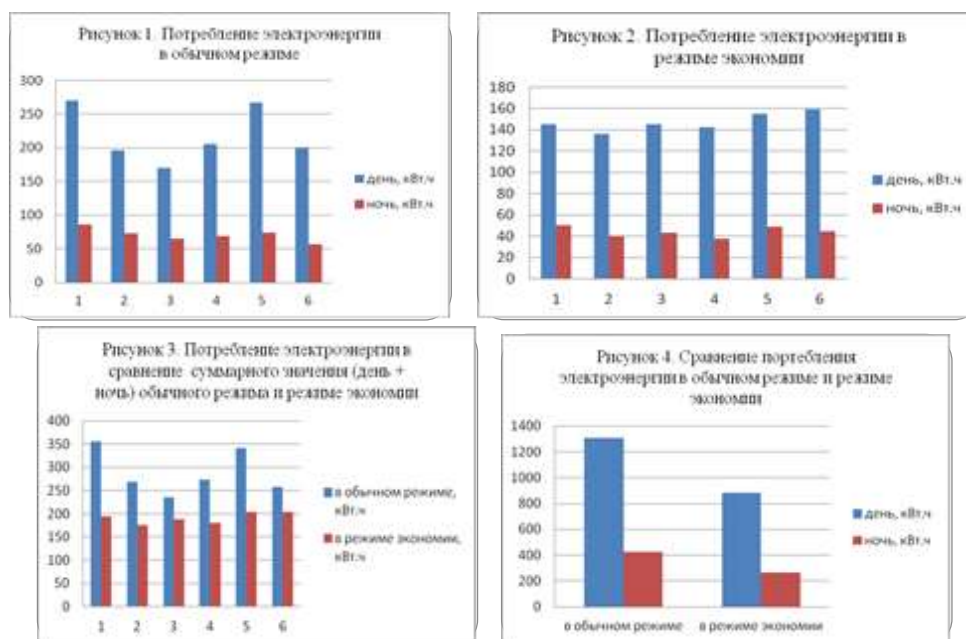 Рисунок 1. Потребление электроэнергии
в обычном режиме
300
250
200
150
100
50
0
1 2 3 4 5 6
день, кВт.ч
ночь, кВт.ч
Рисунок 2. Потребление электроэнергии в
режиме экономии
180
160
140
120
100
80
60
40
20
0
1 2 3 4 5 6
день, кВт.ч
ночь, кВт.ч
Рисунок 3. Потребление электроэнергии в
сравнение суммарного значения (день +
ночь) обычного режима и режиме экономии
400
350
300
250
200
150
100
50
0
1 2 3 4 5 6
в обычном режиме,
кВт.ч
в режиме экономии,
кВт.ч
Рисунок 4. Сравнение портебления
электроэнергии в обычном режиме и режиме
экономии
1400
1200
1000
800
600
400
200
0
в обычном режиме в режиме экономии
день, кВт.ч
ночь, кВт.ч